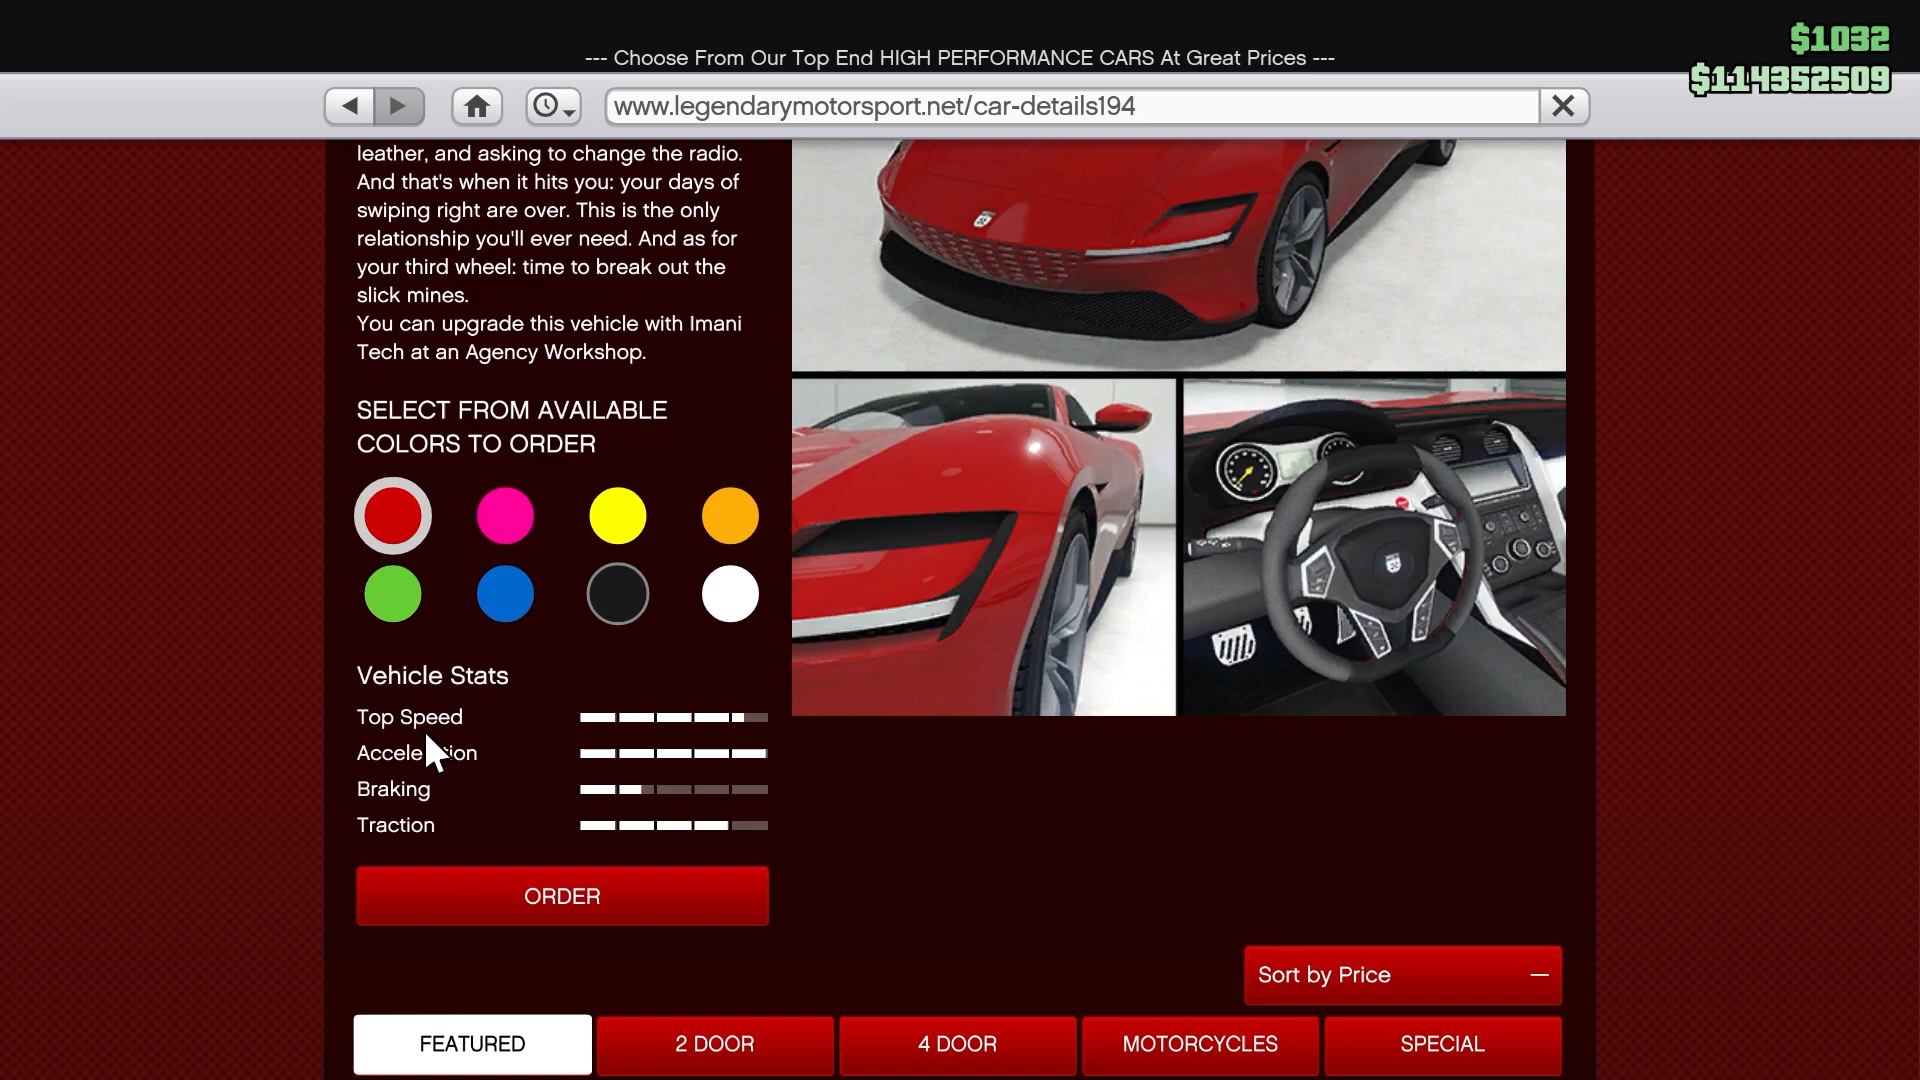 $1032
--- Choose From Our Top End HIGH PERFORMANCE CARS At Great Prices ---
$114352509
www.legendarymotorsport.net/car-details194
leather, and asking to change the radio.
And that's when it hits you: your days of
swiping right are over. This is the only
relationship you'll ever need. And as for
your third wheel: time to break out the
slick mines.
You can upgrade this vehicle with Imani
Tech at an Agency Workshop.
SELECT FROM AVAILABLE
COLORS TO ORDER
Vehicle Stats
Top Speed
Braking
Traction
ORDER
Sort by Price
FEATURED
2 DOOR
4 DOOR
MOTORCYCLES
SPECIAL